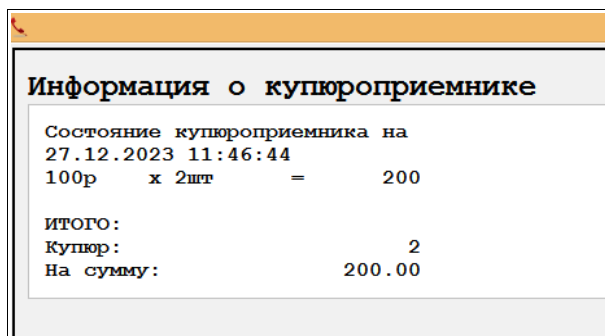 Информация о купюроприемнике
Состояние купюроприемника на
27.12.2023 11:46:44
100р x 2шт = 200
ИТОГО:
Купюр: 2
На сумму: 200.00